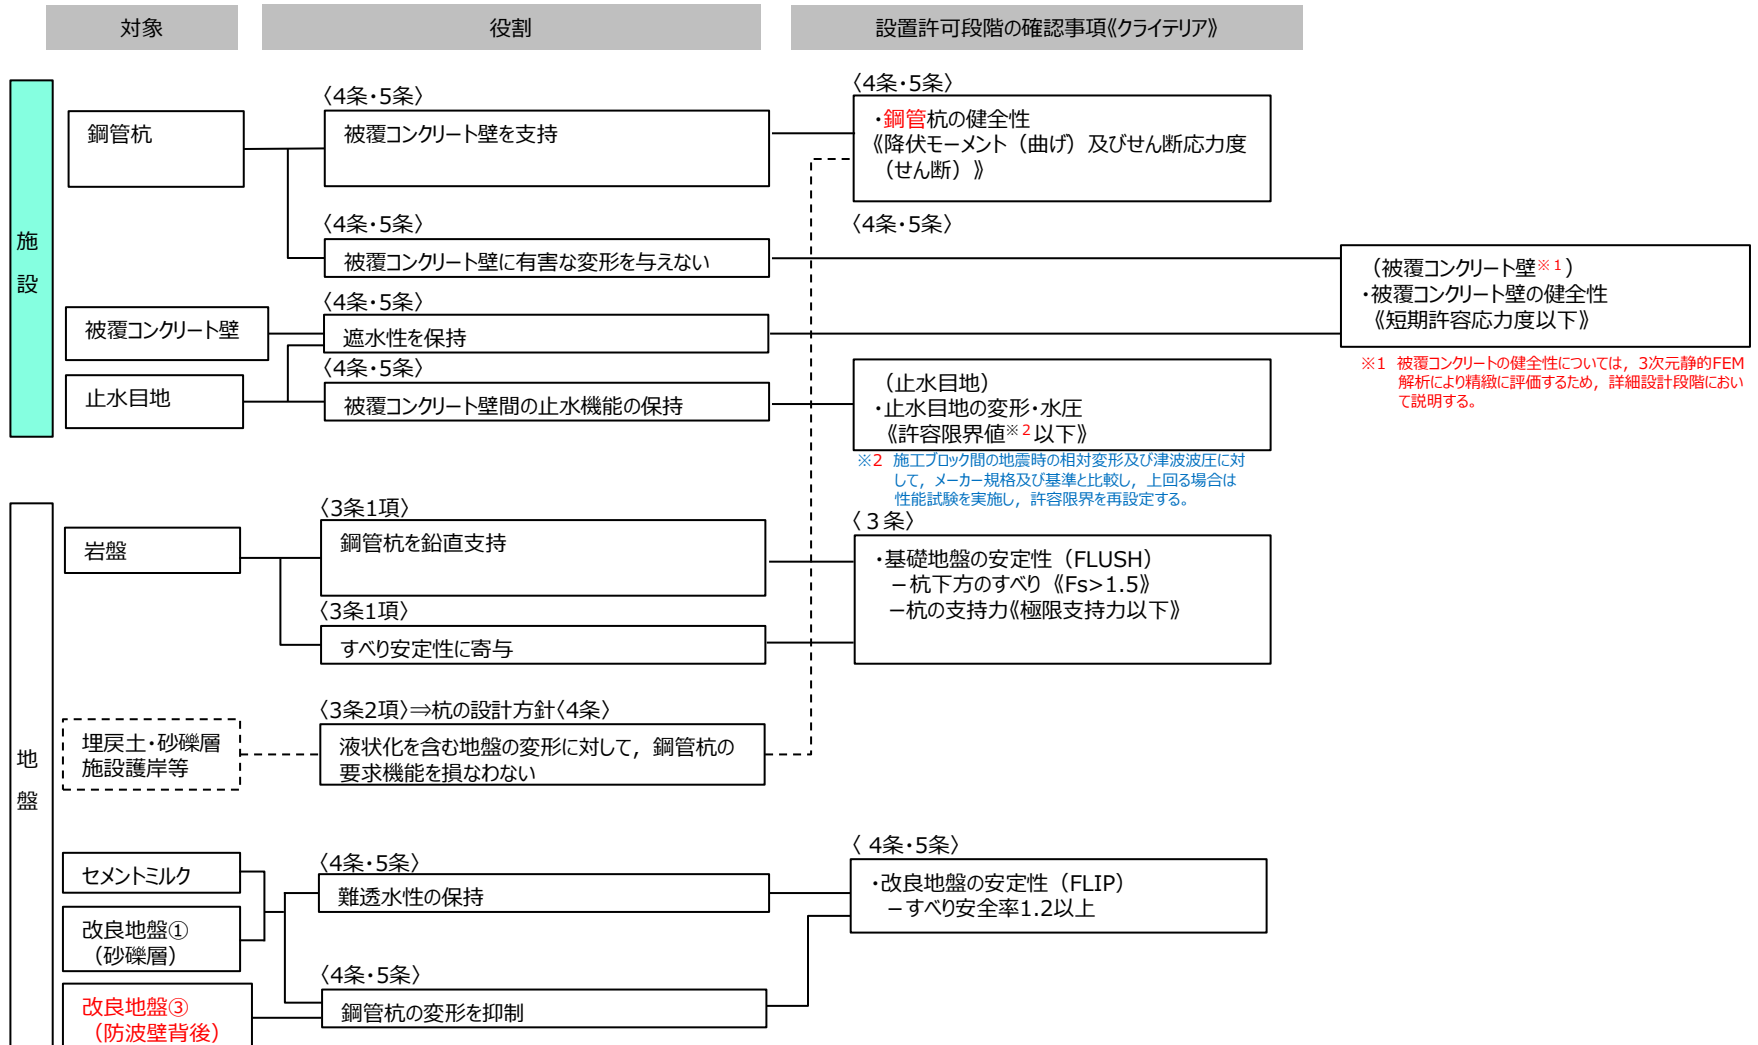 対象
役割
設置許可段階の確認事項《クライテリア》
施
設
鋼管杭
〈4条・5条〉
被覆コンクリート壁を支持
〈4条・5条〉
・鋼管杭の健全性
《降伏モーメント（曲げ）及びせん断応力度
（せん断）》
〈4条・5条〉
被覆コンクリート壁に有害な変形を与えない
〈4条・5条〉
（被覆コンクリート壁※1）
・被覆コンクリート壁の健全性
《短期許容応力度以下》
※1 被覆コンクリートの健全性については，3次元静的FEM
解析により精緻に評価するため，詳細設計段階におい
て説明する。
被覆コンクリート壁
〈4条・5条〉
遮水性を保持
止水目地
〈4条・5条〉
被覆コンクリート壁間の止水機能の保持
（止水目地）
・止水目地の変形・水圧
《許容限界値※2以下》
※2 施工ブロック間の地震時の相対変形及び津波波圧に対
して，メーカー規格及び基準と比較し，上回る場合は
性能試験を実施し，許容限界を再設定する。
地
盤
岩盤
〈3条1項〉
鋼管杭を鉛直支持
〈3条1項〉
すべり安定性に寄与
〈3条〉
・基礎地盤の安定性（FLUSH）
－杭下方のすべり《Fs>1.5》
－杭の支持力《極限支持力以下》
埋戻土・砂礫層
施設護岸等
〈3条2項〉⇒杭の設計方針〈4条〉
液状化を含む地盤の変形に対して，鋼管杭の
要求機能を損なわない
セメントミルク
改良地盤①
（砂礫層）
改良地盤③
（防波壁背後）
〈4条・5条〉
難透水性の保持
〈4条・5条〉
鋼管杭の変形を抑制
〈4条・5条〉
・改良地盤の安定性（FLIP）
－すべり安全率1.2以上